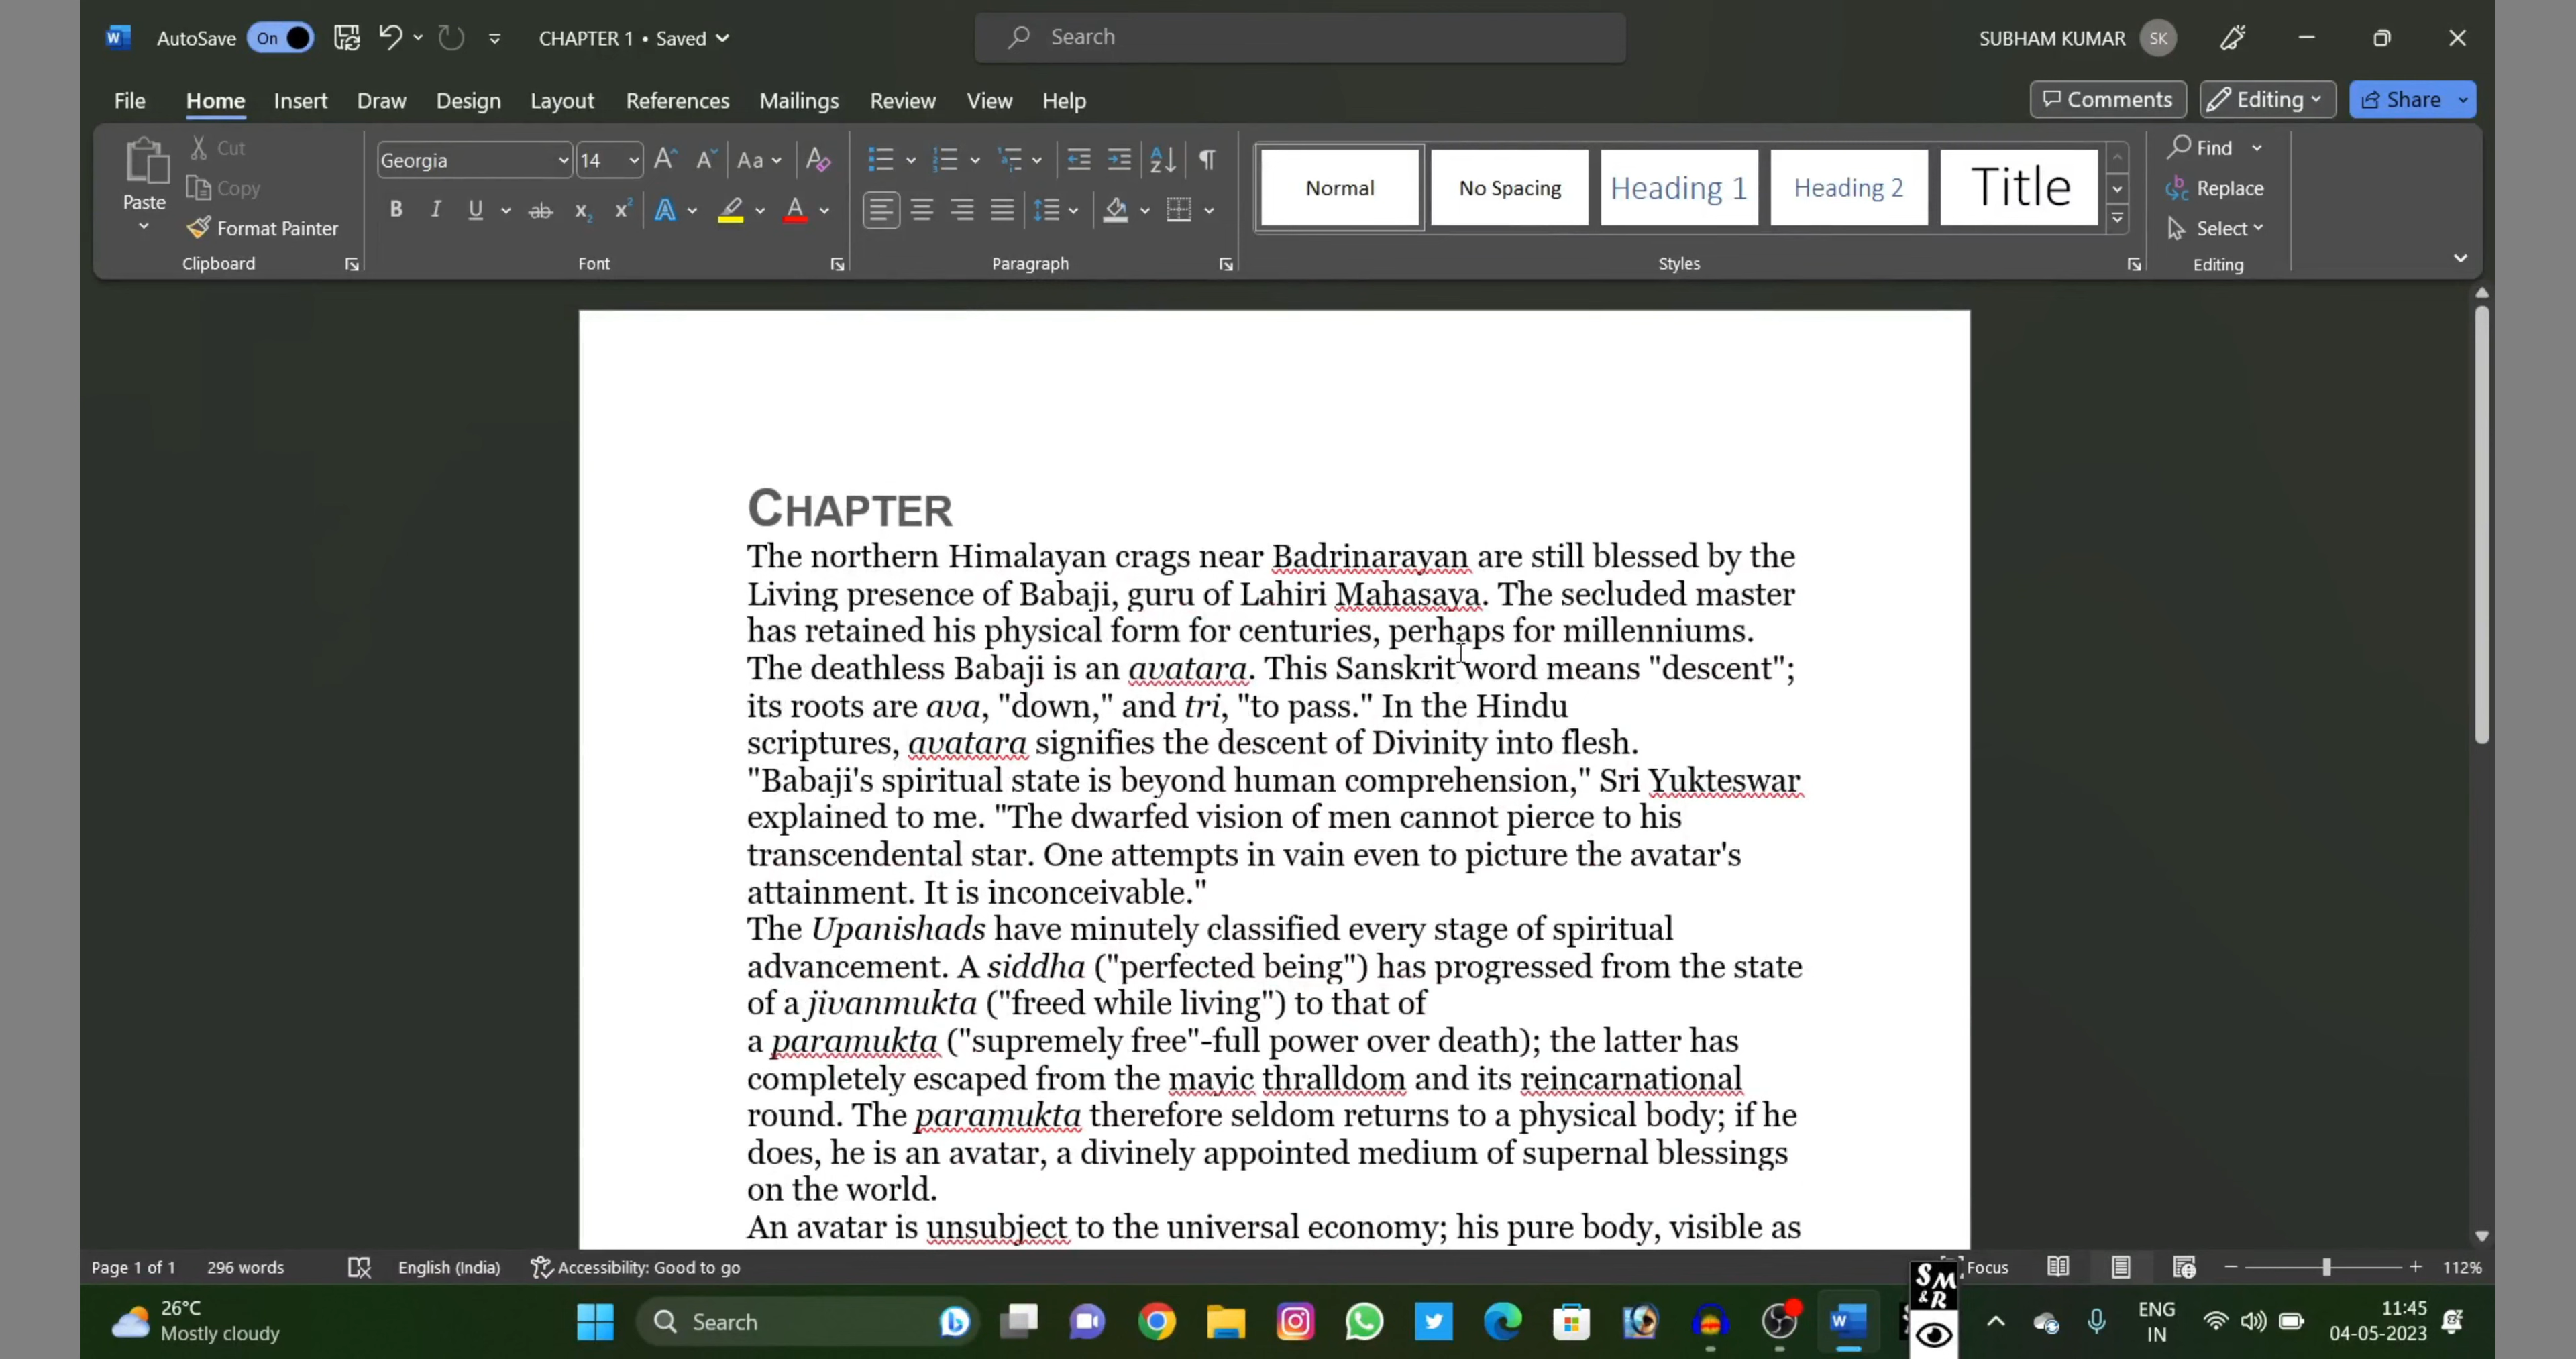 AutoSave On CHAPTER 1 • Saved Search SUBHAM KUMAR SK
File Home Insert Draw Design Layout References Mailings Review View Help Comments Editing Share
Paste Cut Copy Format Painter
Clipboard
Georgia 14
Font
Paragraph
Normal No Spacing Heading 1 Heading 2 Title
Styles
Find
Replace
Select
Editing
CHAPTER
The northern Himalayan crags near Badrinarayan are still blessed by the
Living presence of Babaji, guru of Lahiri Mahasaya. The secluded master
has retained his physical form for centuries, perhaps for millenniums.
The deathless Babaji is an avatara. This Sanskrit word means "descent";
its roots are ava, "down," and tri, "to pass." In the Hindu
scriptures, avatara signifies the descent of Divinity into flesh.
"Babaji's spiritual state is beyond human comprehension," Sri Yukteswar
explained to me. "The dwarfed vision of men cannot pierce to his
transcendental star. One attempts in vain even to picture the avatar's
attainment. It is inconceivable."
The Upanishads have minutely classified every stage of spiritual
advancement. A siddha ("perfected being") has progressed from the state
of a jivanmukta ("freed while living") to that of
a paramukta ("supremely free"-full power over death); the latter has
completely escaped from the mayic thralldom and its reincarnational
round. The paramukta therefore seldom returns to a physical body; if he
does, he is an avatar, a divinely appointed medium of supernal blessings
on the world.
An avatar is unsubject to the universal economy; his pure body, visible as
Page 1 of 1 296 words English (India) Accessibility: Good to go Focus 112%
26°C
Mostly cloudy
Search
SM&R
ENG
IN
11:45
04-05-2023